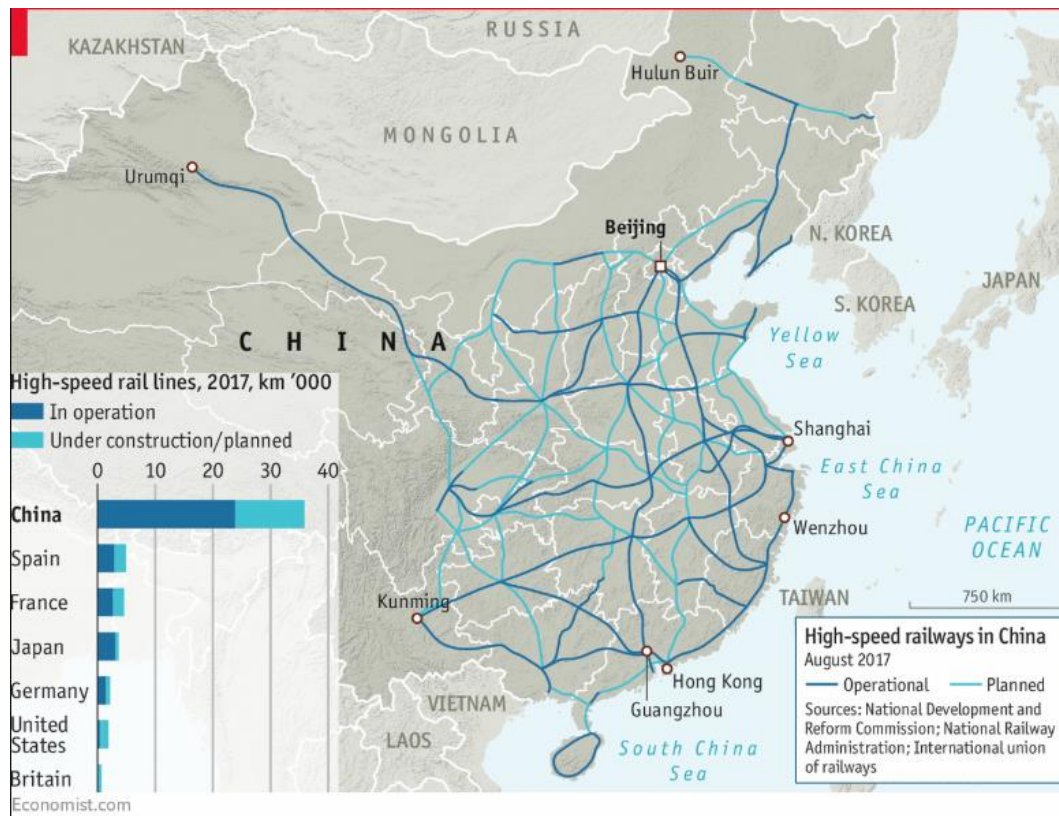 RUSSIA
KAZAKHSTAN
Hulun Buir
MONGOLIA
Urumqi
Beijing
N. KOREA
JAPAN
S. KOREA
CHINA
Yellow
Sea
High-speed rail lines, 2017, km ’000
In operation
Under construction/planned
0 10 20 30 40
China
Spain
France
Japan
Germany
United
States
Britain
Shanghai
East China
Sea
Wenzhou
PACIFIC
OCEAN
Kunming
TAIWAN
750 km
Hong Kong
Guangzhou
VIETNAM
LAOS
South China
Sea
High-speed railways in China
August 2017
Operational Planned
Sources: National Development and
Reform Commission; National Railway
Administration; International union
of railways
Economist.com